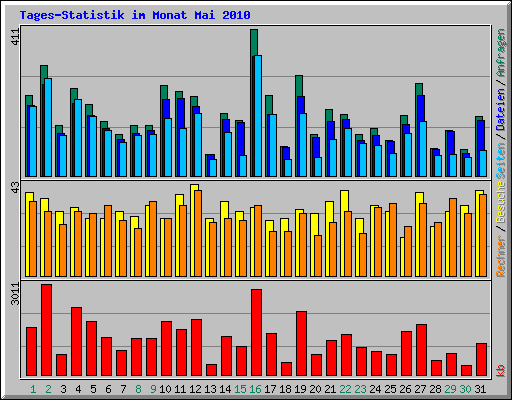 Tages-Statistik im Monat Mai 2010
411
43
3011
Rechner / Besuche Seiten / Dateien / Anfragen
kb
1 2 3 4 5 6 7 8 9 10 11 12 13 14 15 16 17 18 19 20 21 22 23 24 25 26 27 28 29 30 31